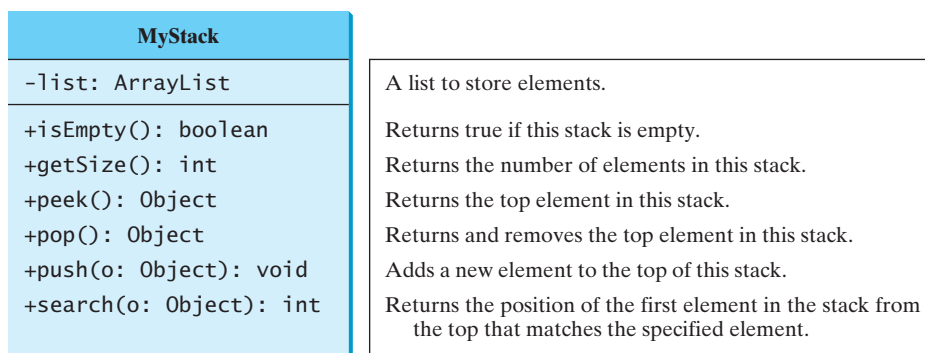 MyStack
-list: ArrayList
A list to store elements.
+isEmpty(): boolean
Returns true if this stack is empty.
+getSize(): int
Returns the number of elements in this stack.
+peek(): Object
Returns the top element in this stack.
+pop(): Object
Returns and removes the top element in this stack.
+push(o: Object): void
Adds a new element to the top of this stack.
+search(o: Object): int
Returns the position of the first element in the stack from
the top that matches the specified element.